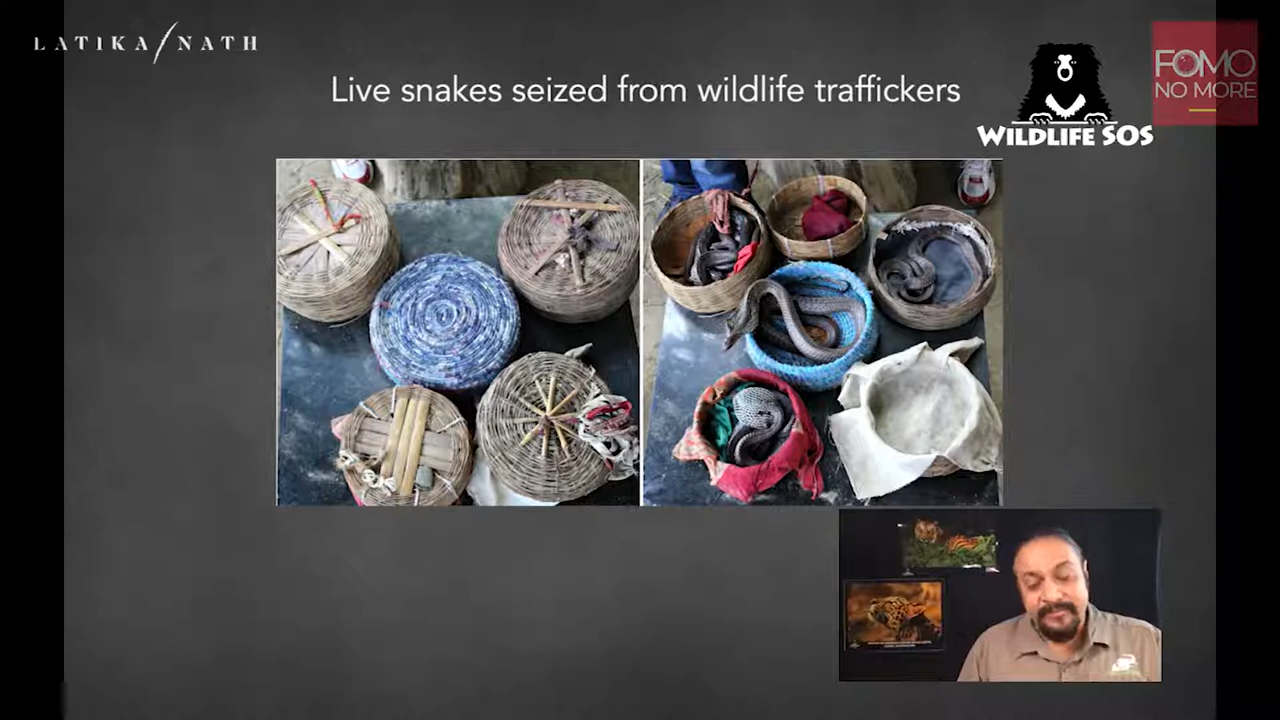 LATIKA/NATH
FOMO
NO MORE
Live snakes seized from wildlife traffickers
WILDLIFE SOS